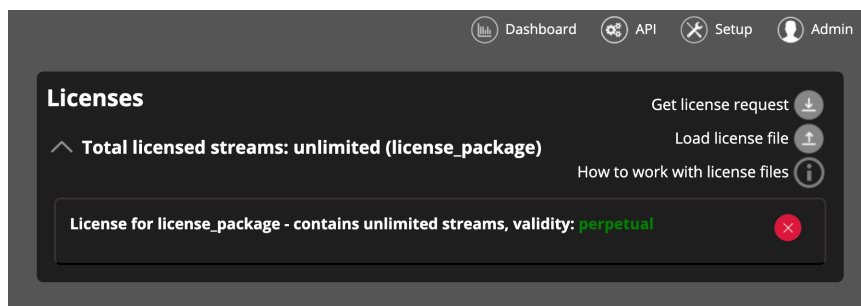 Dashboard API Setup Admin
Licenses
Get license request
Load license file
Total licensed streams: unlimited (license_package)
How to work with license files
License for license_package - contains unlimited streams, validity: perpetual